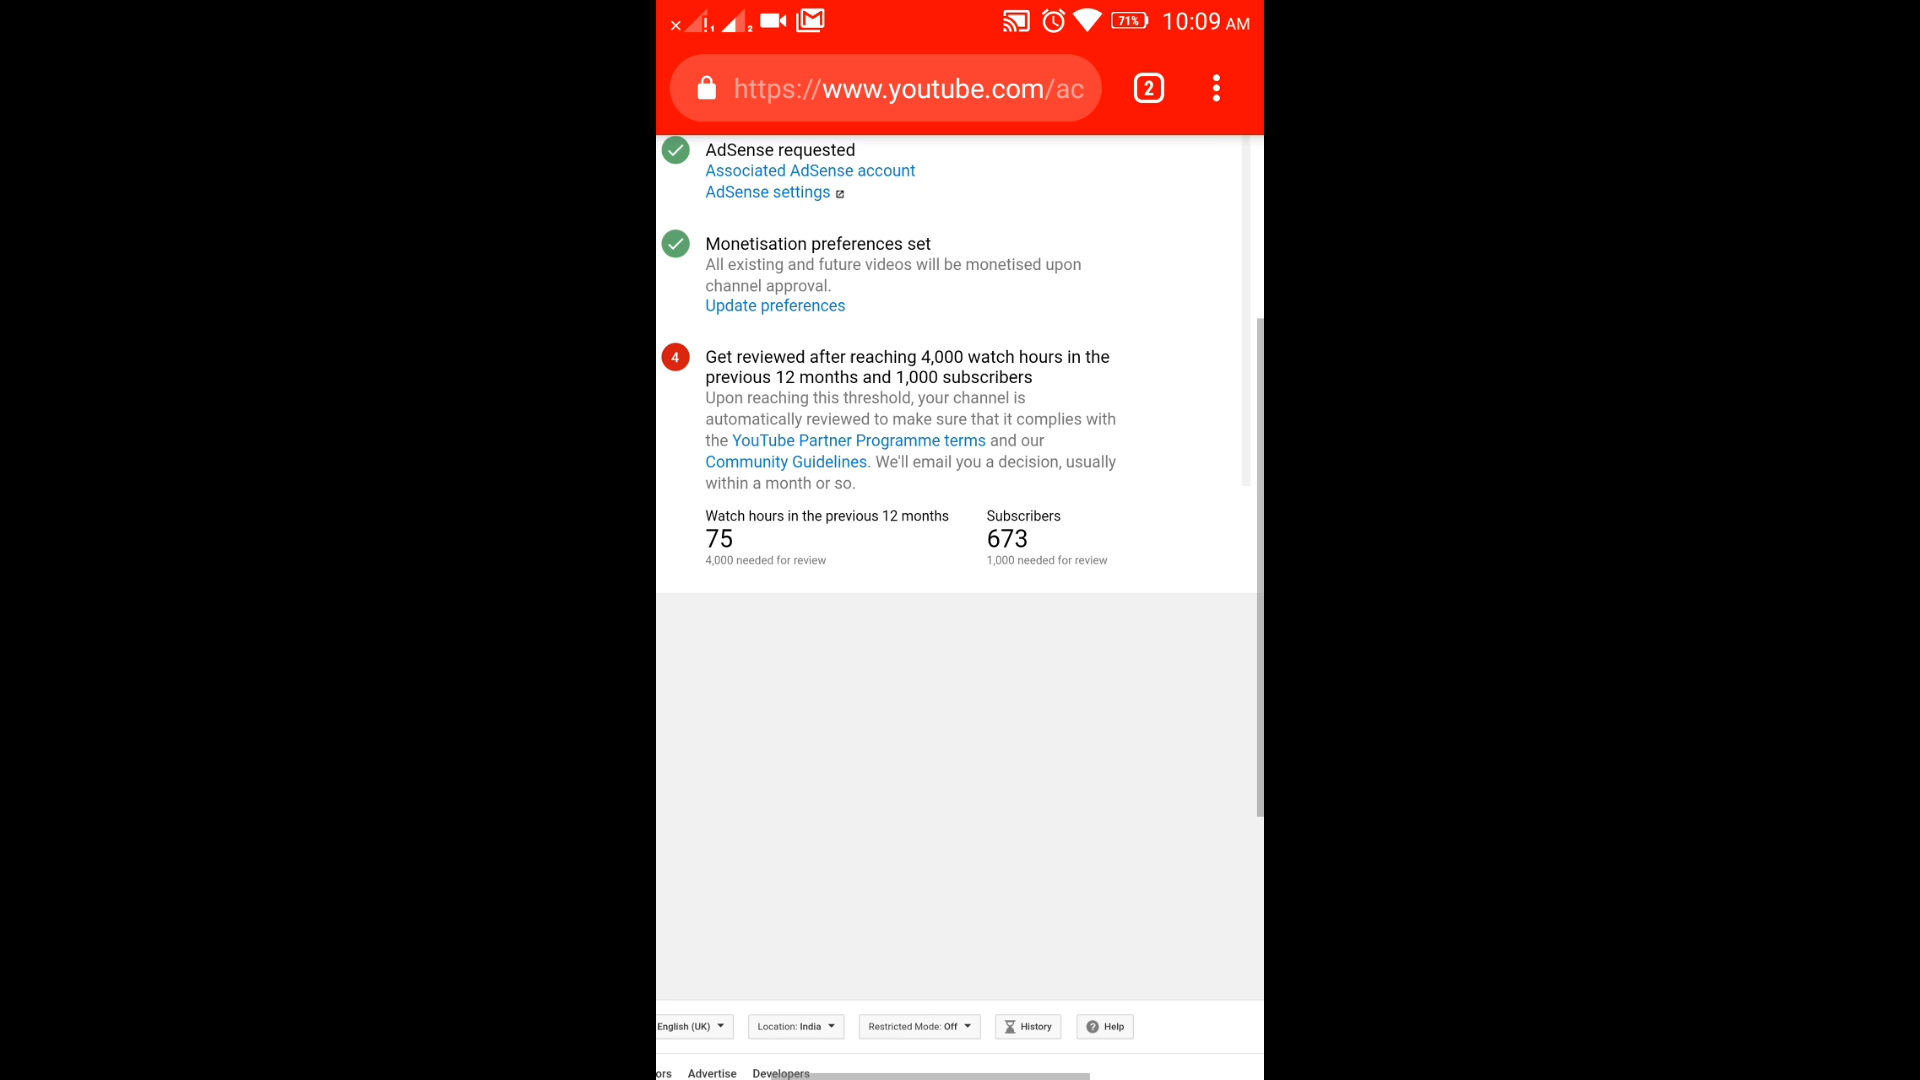 1 2 71% 10:09 AM
https://www.youtube.com/ac 2
AdSense requested
Associated AdSense account
AdSense settings
Monetisation preferences set
All existing and future videos will be monetised upon
channel approval.
Update preferences
4 Get reviewed after reaching 4,000 watch hours in the
previous 12 months and 1,000 subscribers
Upon reaching this threshold, your channel is
automatically reviewed to make sure that it complies with
the YouTube Partner Programme terms and our
Community Guidelines. We'll email you a decision, usually
within a month or so.
Watch hours in the previous 12 months Subscribers
75 673
4,000 needed for review 1,000 needed for review
English (UK) Location: India Restricted Mode: Off History Help
ors Advertise Developers